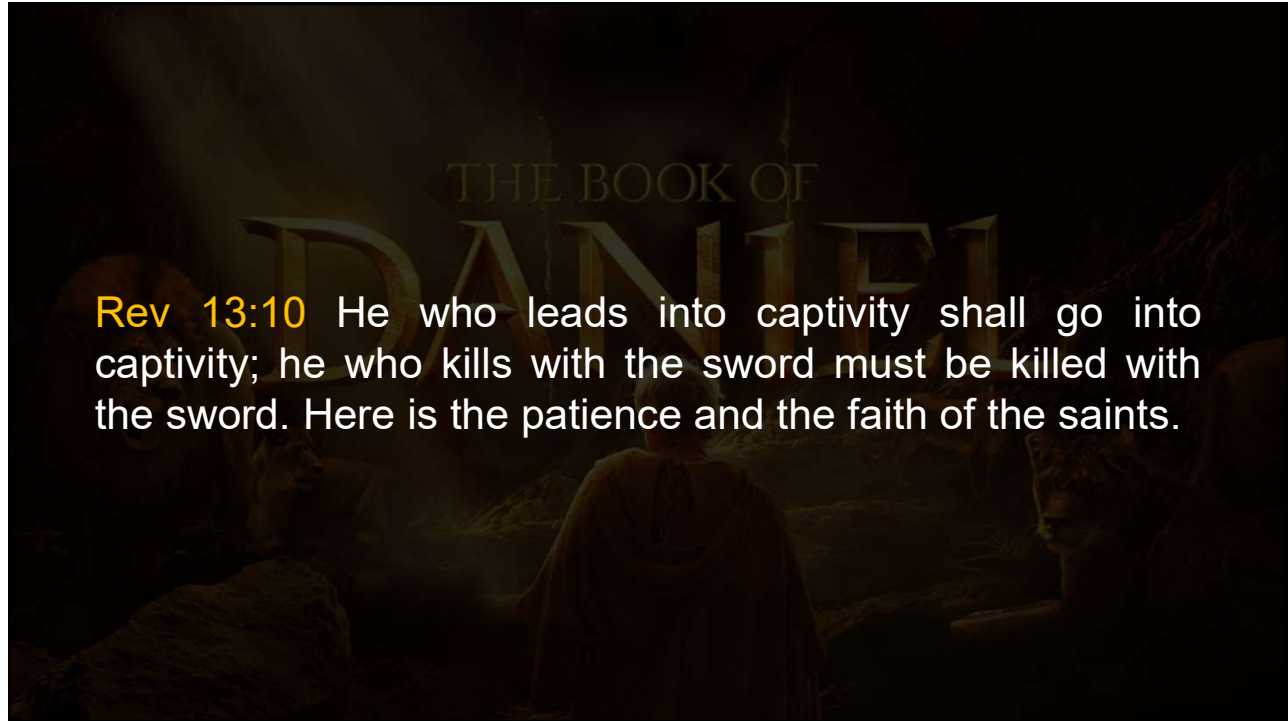 THE BOOK OF
DANIEL
Rev 13:10 He who leads into captivity shall go into
captivity; he who kills with the sword must be killed with
the sword. Here is the patience and the faith of the saints.